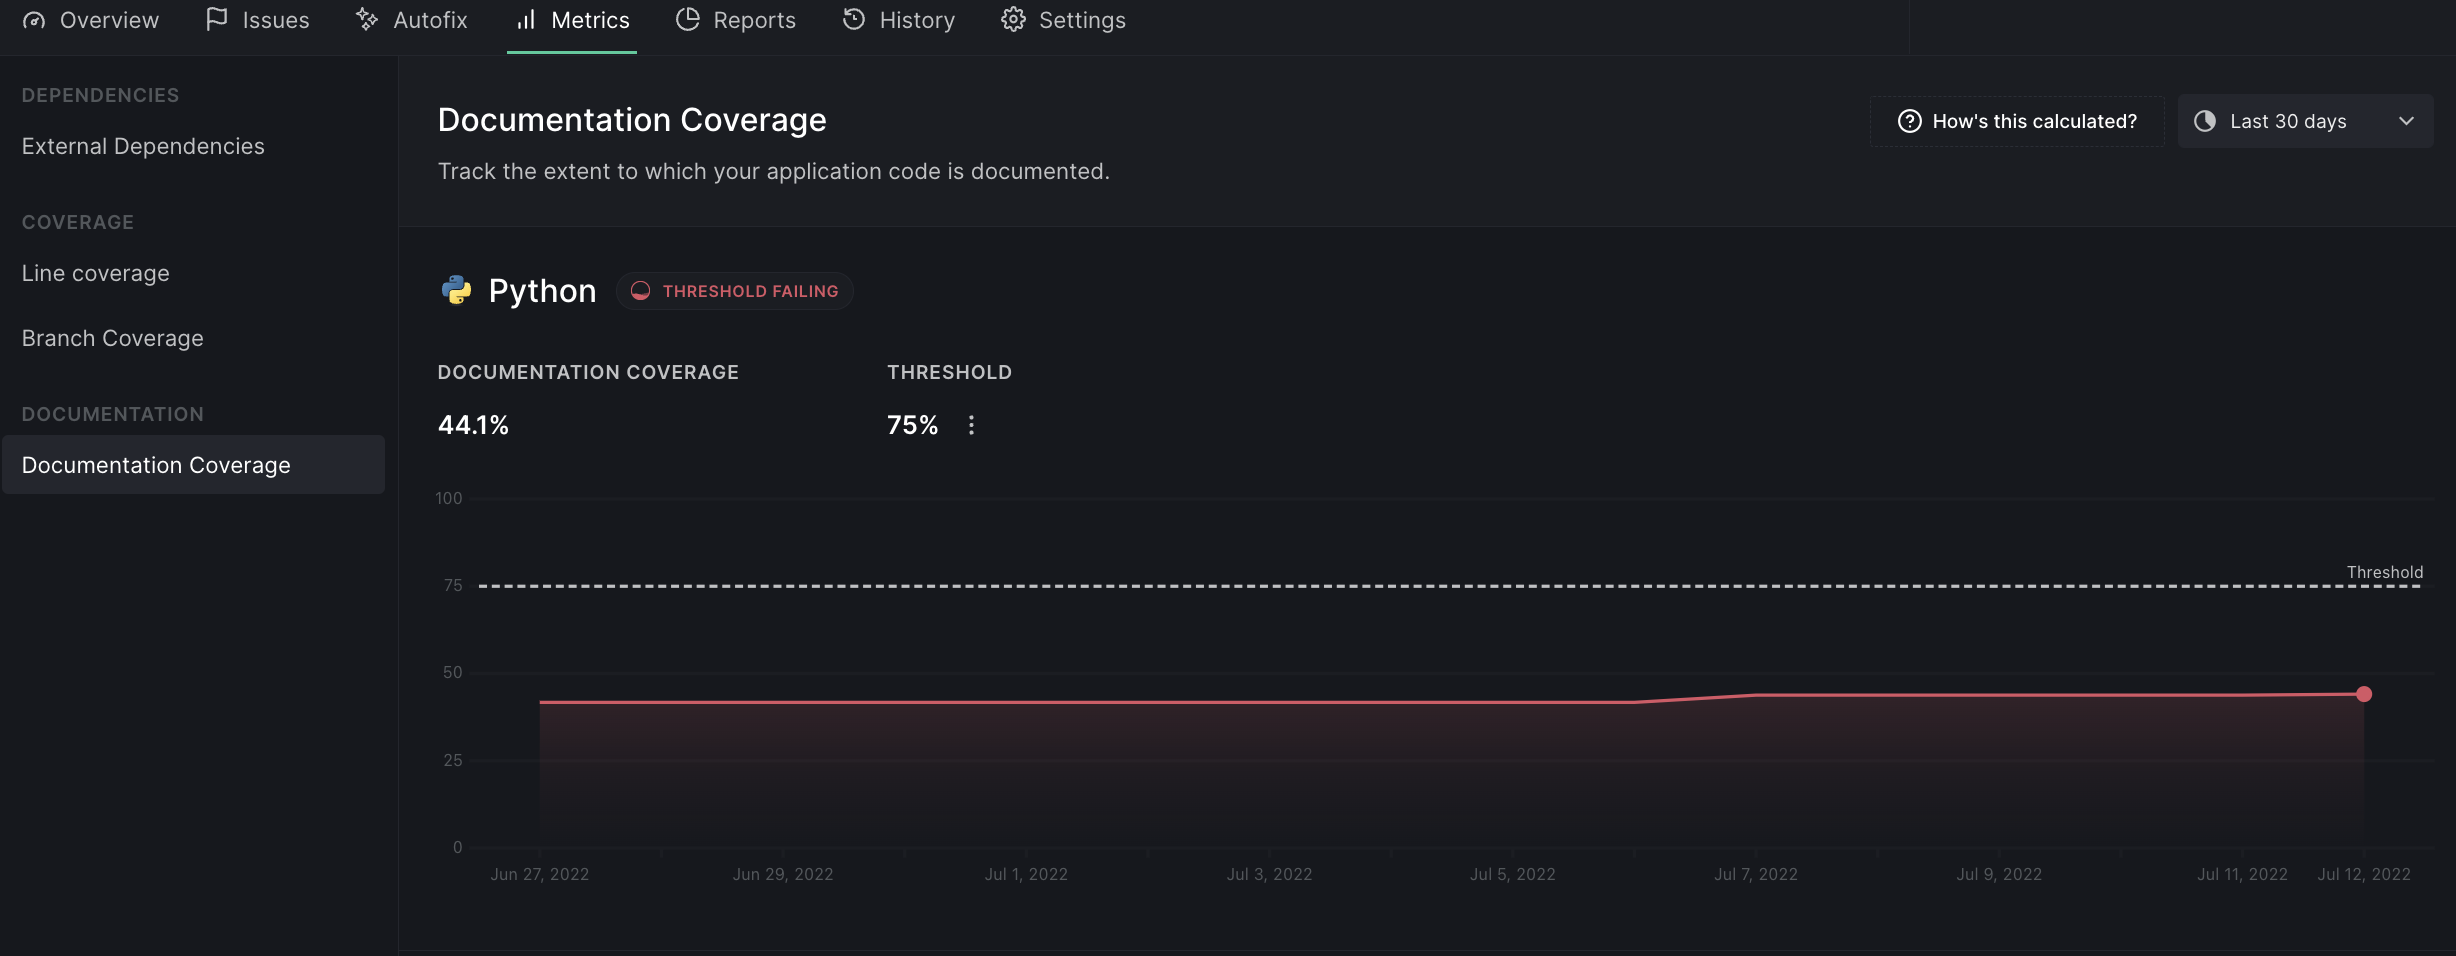 Overview Issues Autofix Metrics Reports History Settings
DEPENDENCIES
External Dependencies
COVERAGE
Line coverage
Branch Coverage
DOCUMENTATION
Documentation Coverage
Documentation Coverage
Track the extent to which your application code is documented.
How's this calculated?
Last 30 days
Python THRESHOLD FAILING
DOCUMENTATION COVERAGE THRESHOLD
44.1% 75%
100
Threshold
75
50
25
0
Jun 27, 2022 Jun 29, 2022 Jul 1, 2022 Jul 3, 2022 Jul 5, 2022 Jul 7, 2022 Jul 9, 2022 Jul 11, 2022 Jul 12, 2022